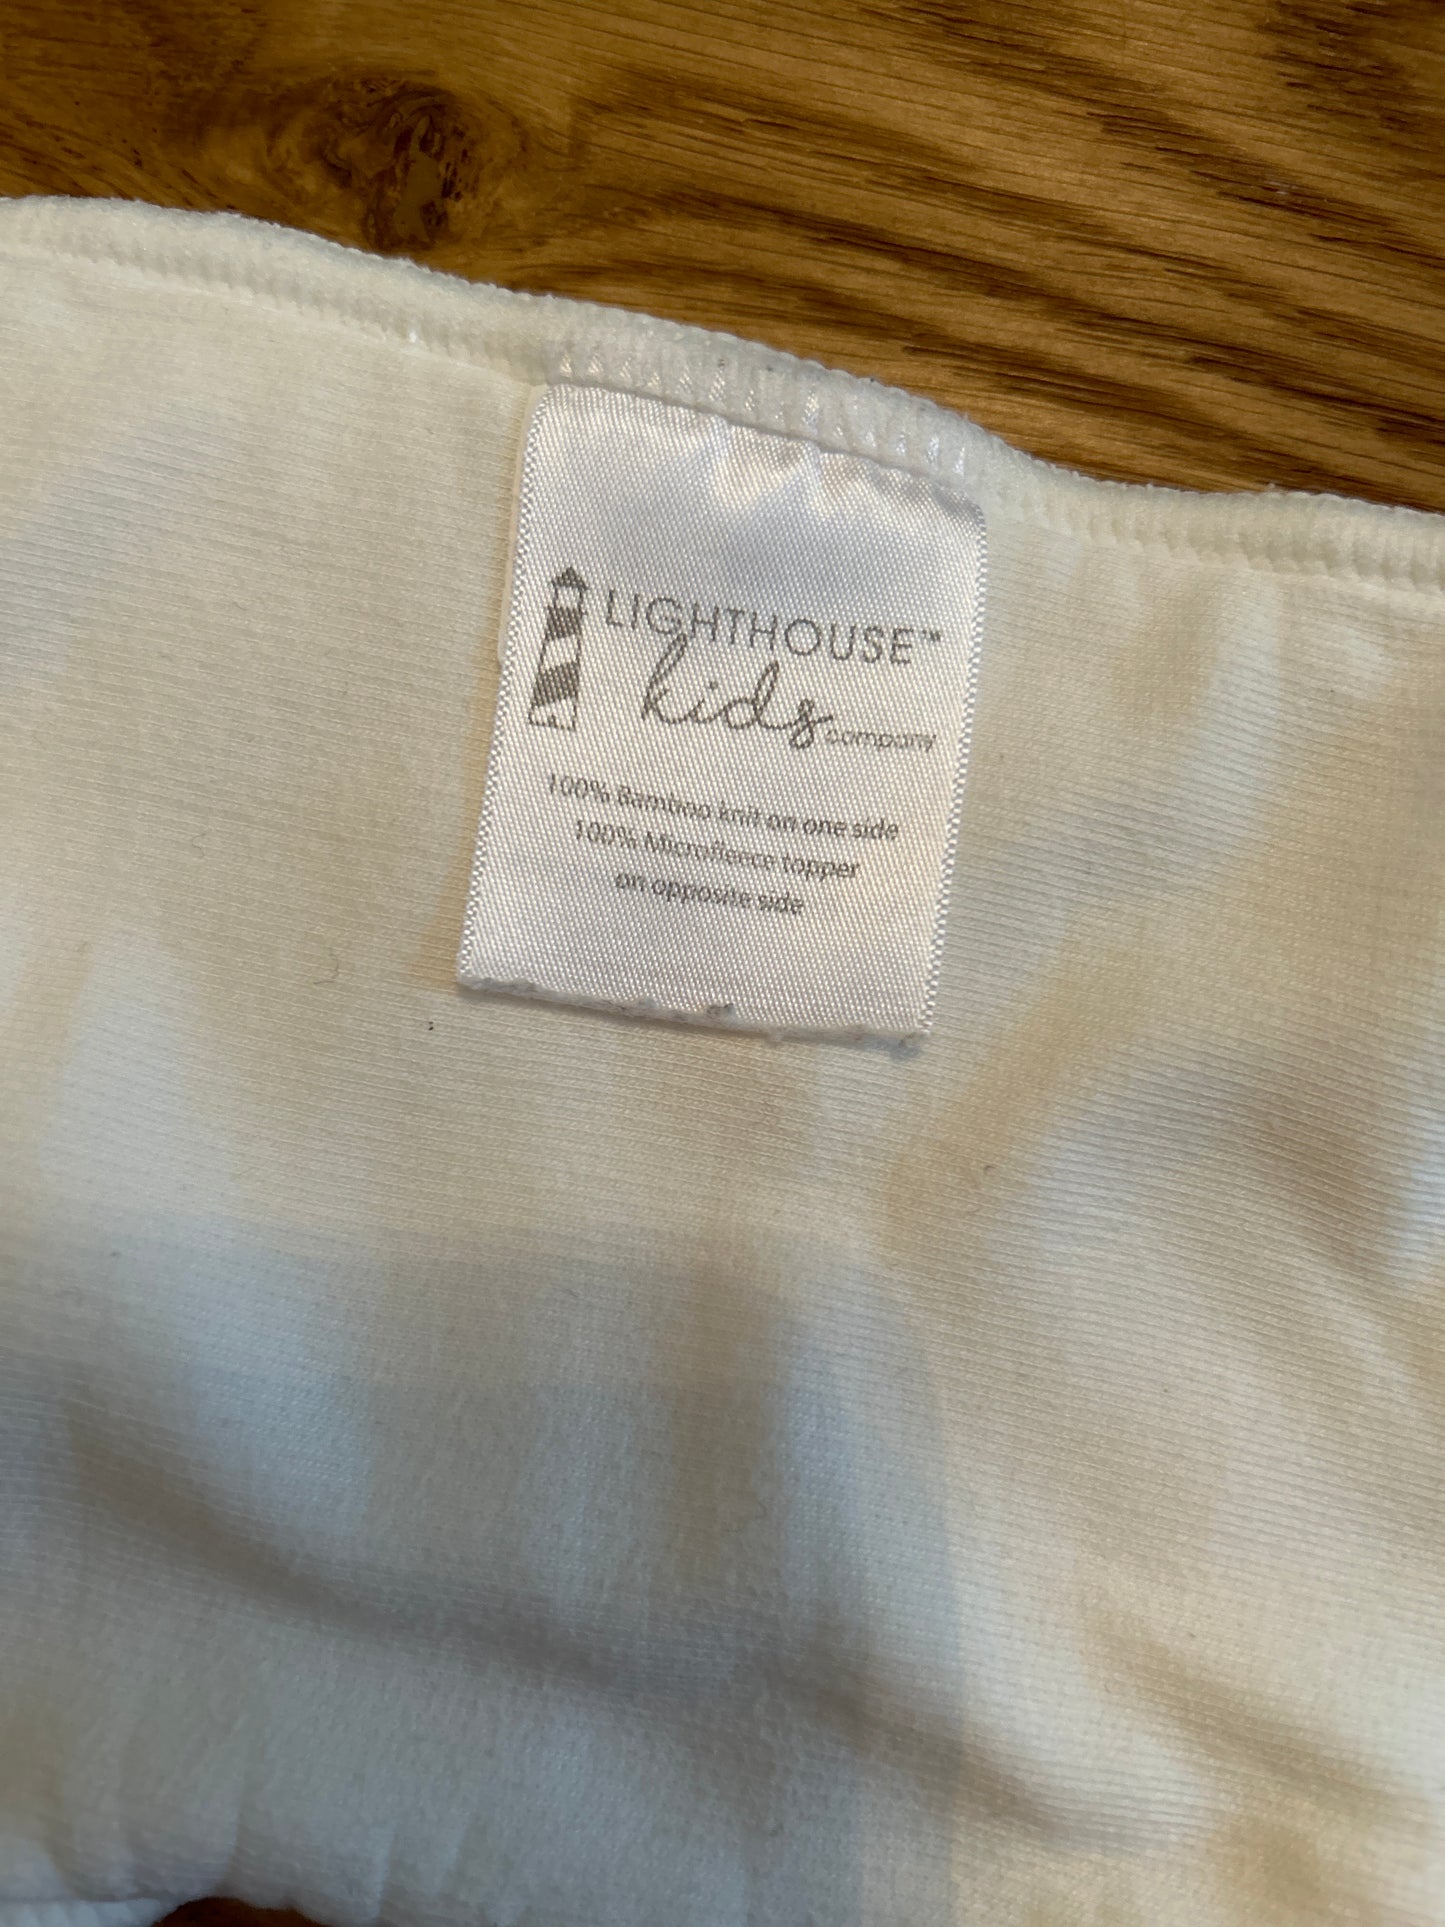 LIGHTHOUSE™
kids company
100% Bamboo knit on one side
100% Microfleece topper
on opposite side